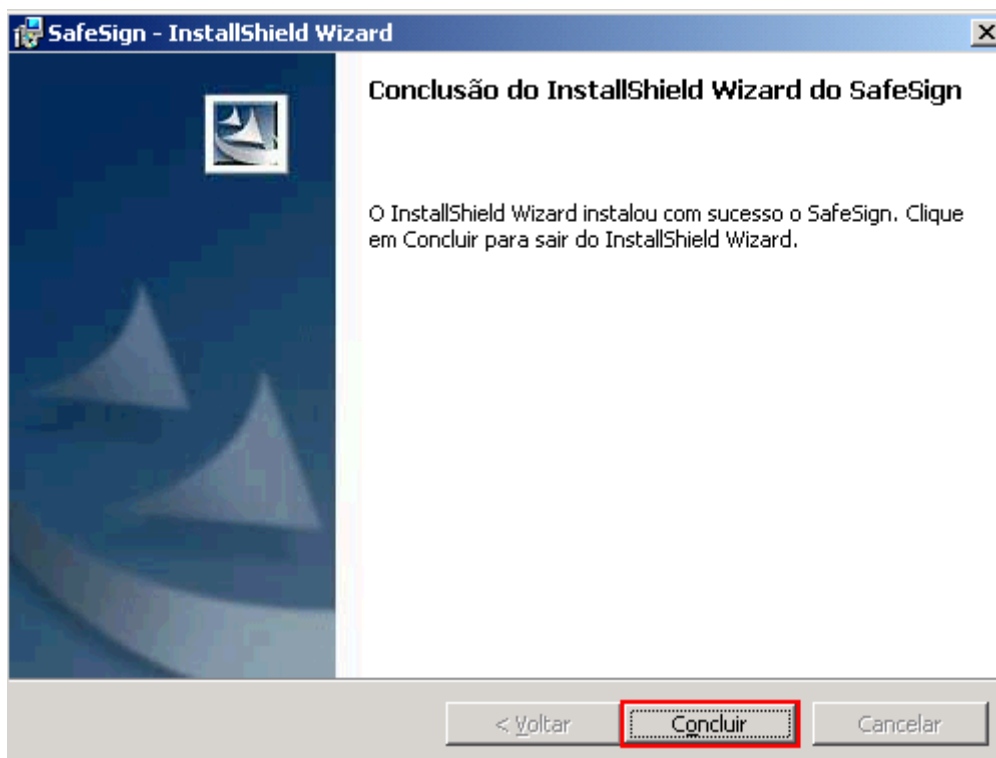 SafeSign - InstallShield Wizard
Conclusão do InstallShield Wizard do SafeSign
O InstallShield Wizard instalou com sucesso o SafeSign. Clique
em Concluir para sair do InstallShield Wizard.
< Voltar
Concluir
Cancelar